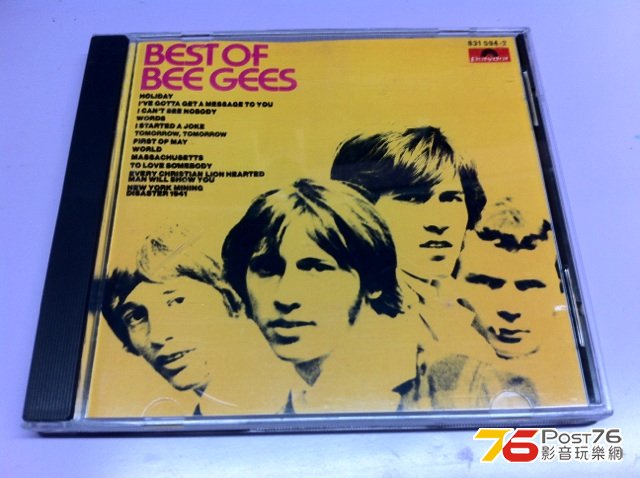 BEST OF
BEE GEES
831 594-2
Polydor
HOLIDAY
I'VE GOTTA GET A MESSAGE TO YOU
I CAN'T SEE NOBODY
WORDS
I STARTED A JOKE
TOMORROW, TOMORROW
FIRST OF MAY
WORLD
MASSACHUSETTS
TO LOVE SOMEBODY
EVERY CHRISTIAN LION HEARTED
MAN WILL SHOW YOU
NEW YORK MINING
DISASTER 1941
76 POST76
影音玩樂網